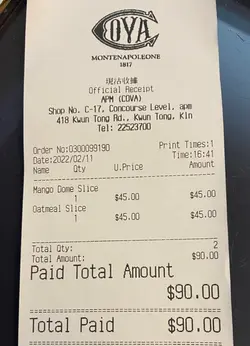 COVA
MONTENAPOLEONE
1817
現沽收據
Official Receipt
APM (COVA)
Shop No. C-17, Concourse Level, apm
418 Kwun Tong Rd., Kwun Tong, Kln
Tel: 22523700
Order No:0300099190 Print Times:1
Date:2022/02/11 Time:16:41
Name Qty U.Price Amount
Mango Dome Slice
1 $45.00 $45.00
Oatmeal Slice
1 $45.00 $45.00
Total Qty: 2
Total Amount: $90.00
Paid Total Amount
$90.00
Total Paid $90.00